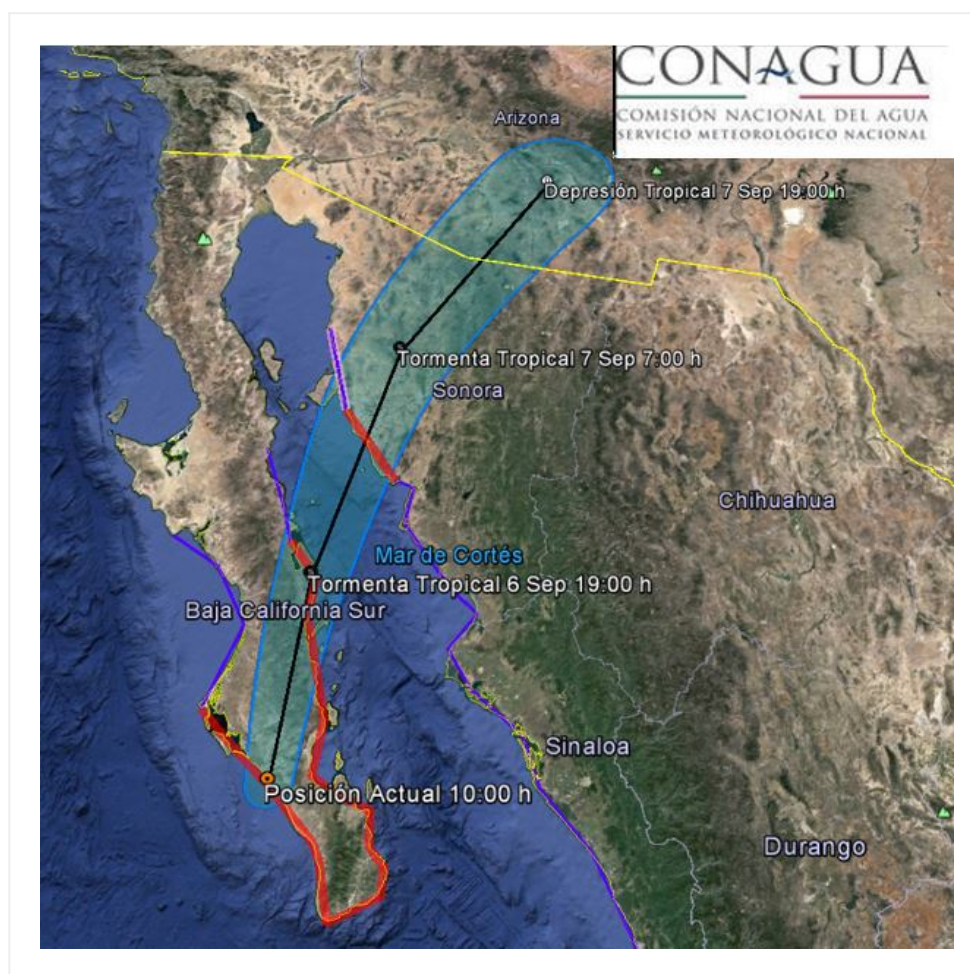 CONAGUA
COMISIÓN NACIONAL DEL AGUA
SERVICIO METEOROLÓGICO NACIONAL
Arizona
Depresión Tropical 7 Sep 19:00 h
Tormenta Tropical 7 Sep 7:00 h
Sonora
Chihuahua
Mar de Cortés
Tormenta Tropical 6 Sep 19:00 h
Baja California Sur
Sinaloa
Posición Actual 10:00 h
Durango